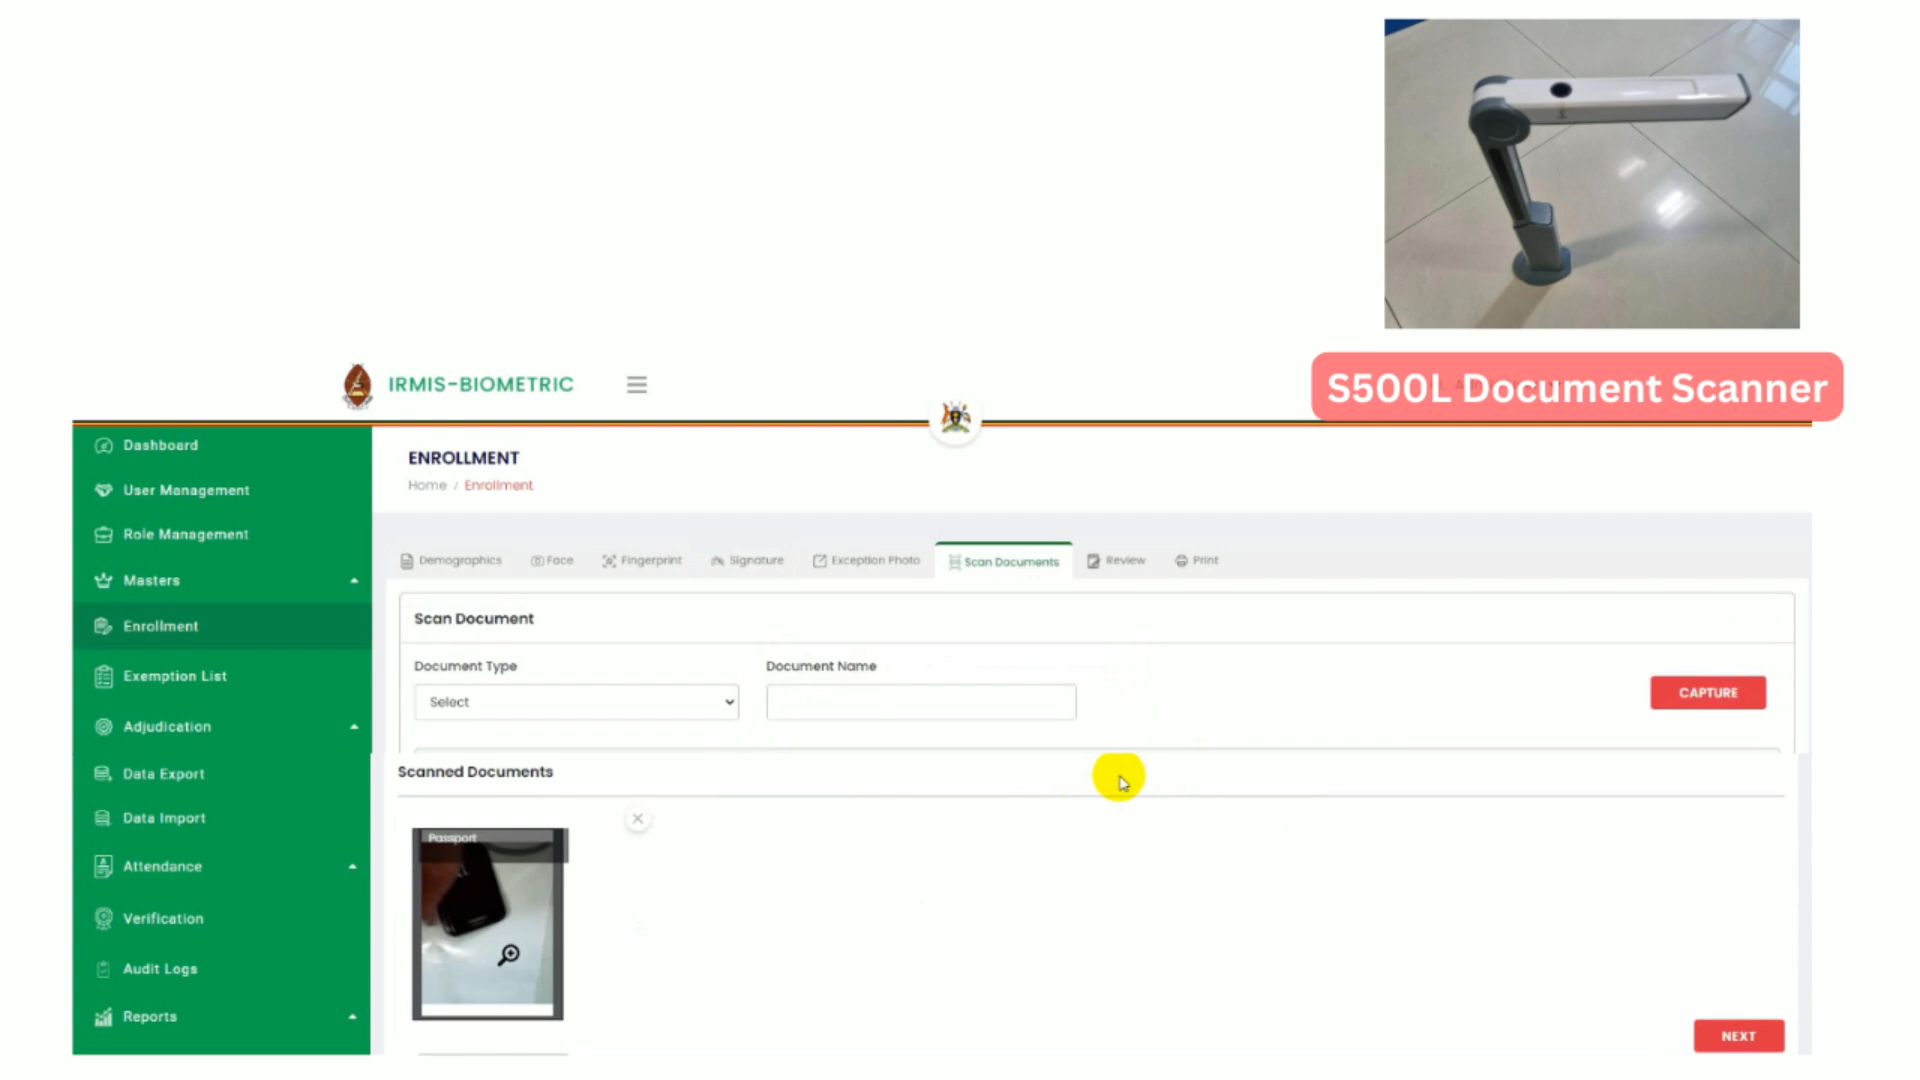 IRMIS-BIOMETRIC
S500L Document Scanner
Dashboard
User Management
Role Management
Masters
Enrollment
Exemption List
Adjudication
Data Export
Data Import
Attendance
Verification
Audit Logs
Reports
ENROLLMENT
Home / Enrollment
Demographics Face Fingerprint Signature Exception Photo Scan Documents Review Print
Scan Document
Document Type Document Name
Select
CAPTURE
Scanned Documents
Passport
NEXT